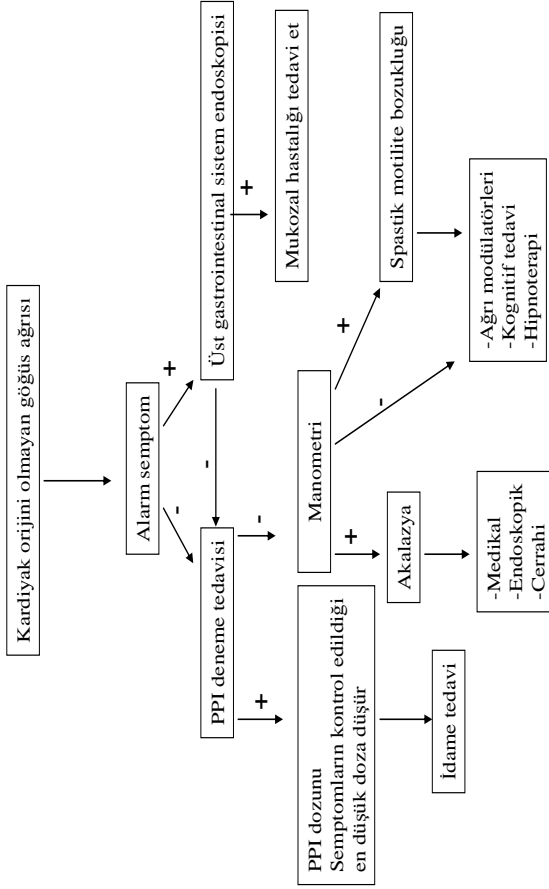 Kardiyak orijini olmayan göğüs ağrısı
Alarm semptom
-
+
PPI deneme tedavisi
-
Üst gastrointestinal sistem endoskopisi
+
-
+
Mukozal hastalığı tedavi et
PPI dozunu
Semptomların kontrol edildiği
en düşük doza düşür
Manometri
+
-
+
İdame tedavi
Akalazya
Spastik motilite bozukluğu
-Medikal
-Endoskopik
-Cerrahi
-Ağrı modülatörleri
-Kognitif tedavi
-Hipnoterapi